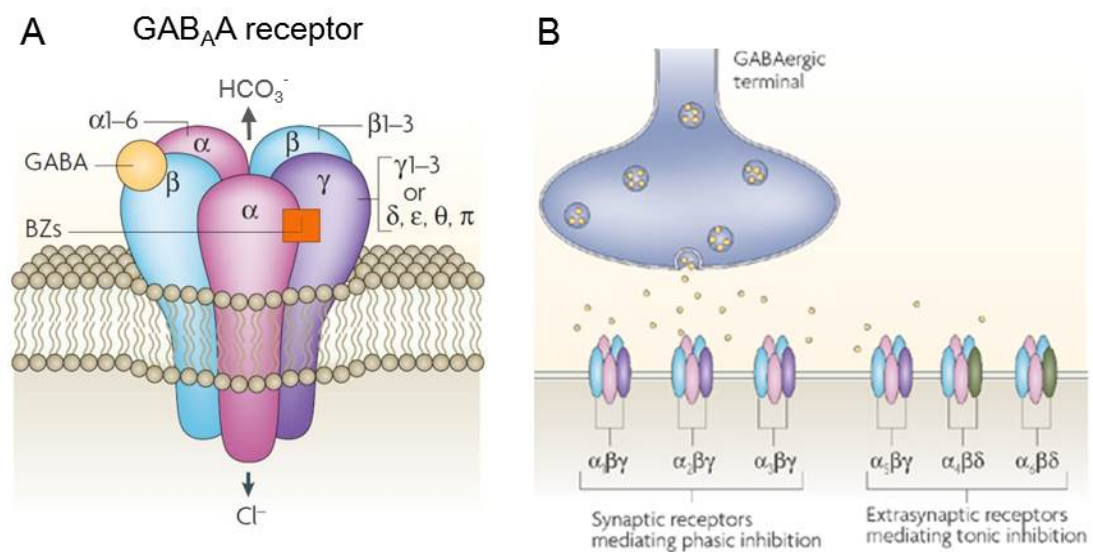 A
GAB_AA receptor
HCO₃⁻
α1–6
β1–3
α
β
GABA
β
γ
γ1–3
or
δ, ε, θ, π
α
BZs
Cl⁻
B
GABAergic
terminal
α₁βγ
α₂βγ
α₃βγ
α₅βγ
α₄βδ
α₆βδ
Synaptic receptors
mediating phasic inhibition
Extrasynaptic receptors
mediating tonic inhibition